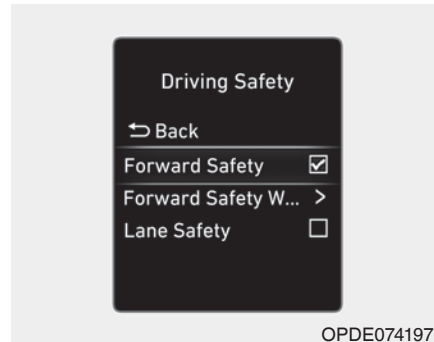 Driving Safety
Back
Forward Safety
Forward Safety W... >
Lane Safety
OPDE074197